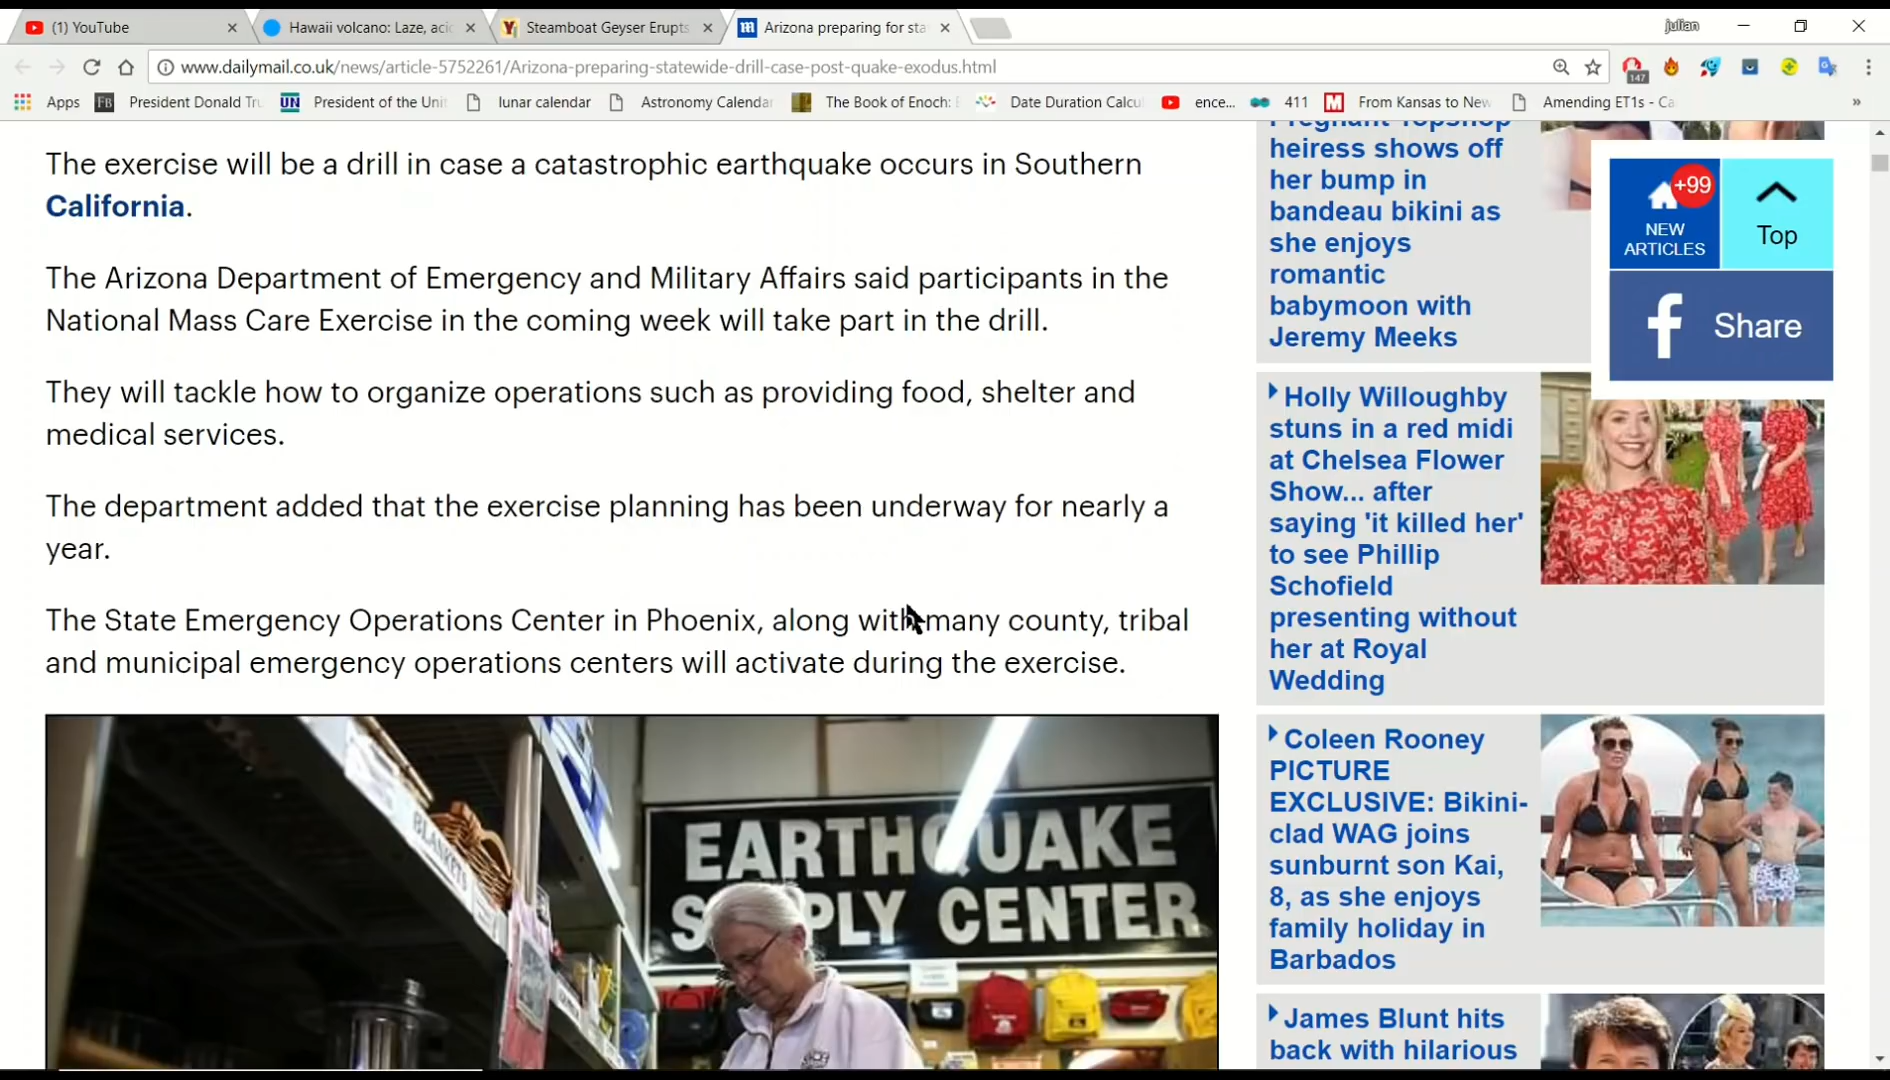 (1) YouTube
Hawaii volcano: Laze, acid
Steamboat Geyser Erupts
Arizona preparing for sta
julian
www.dailymail.co.uk/news/article-5752261/Arizona-preparing-statewide-drill-case-post-quake-exodus.html
147
Apps
FB
President Donald Tru
UN
President of the Unit
lunar calendar
Astronomy Calendar
The Book of Enoch:
Date Duration Calcu
ence...
411
M
From Kansas to New
Amending ET1s - Ca
»
The exercise will be a drill in case a catastrophic earthquake occurs in Southern
California.
The Arizona Department of Emergency and Military Affairs said participants in the
National Mass Care Exercise in the coming week will take part in the drill.
They will tackle how to organize operations such as providing food, shelter and
medical services.
The department added that the exercise planning has been underway for nearly a
year.
The State Emergency Operations Center in Phoenix, along with many county, tribal
and municipal emergency operations centers will activate during the exercise.
BLANKETS
EARTHQUAKE
SUPPLY CENTER
Pregnant Topshop
heiress shows off
her bump in
bandeau bikini as
she enjoys
romantic
babymoon with
Jeremy Meeks
+99
NEW
ARTICLES
Top
f Share
Holly Willoughby
stuns in a red midi
at Chelsea Flower
Show... after
saying 'it killed her'
to see Phillip
Schofield
presenting without
her at Royal
Wedding
Coleen Rooney
PICTURE
EXCLUSIVE: Bikini-
clad WAG joins
sunburnt son Kai,
8, as she enjoys
family holiday in
Barbados
James Blunt hits
back with hilarious